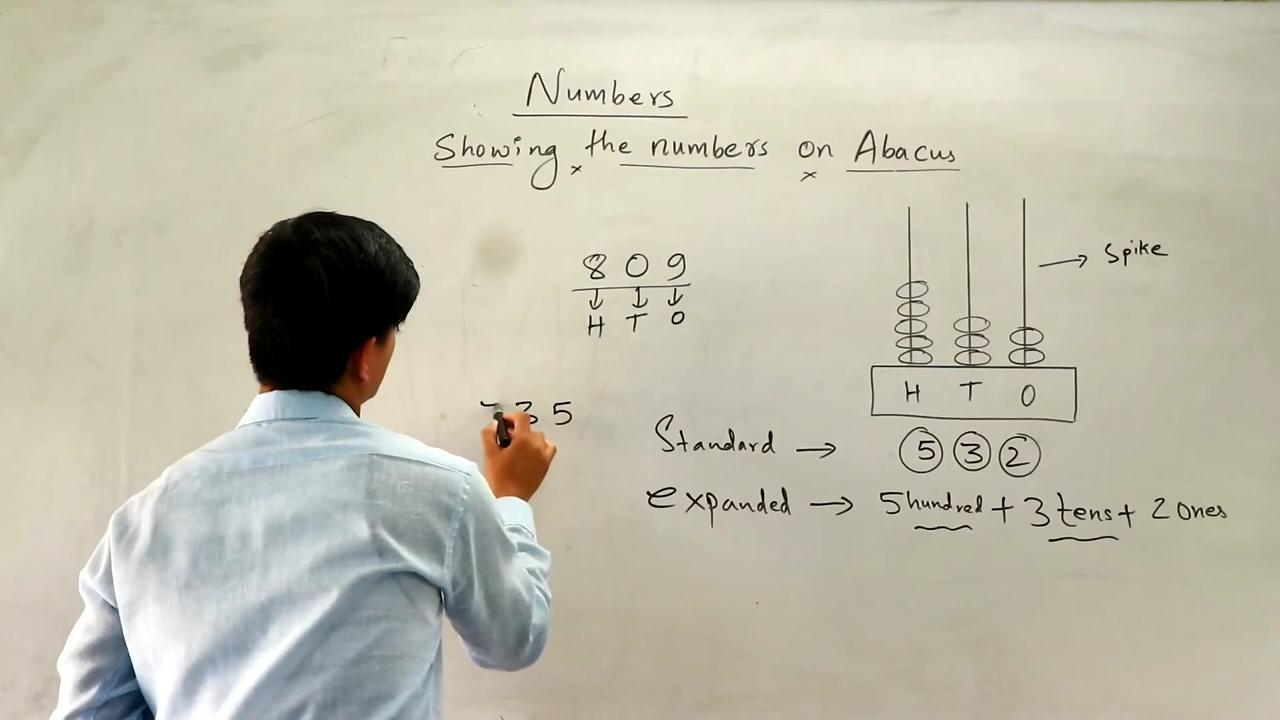 Numbers
Showing the numbers on Abacus
Spike
8 0 9
H T O
H T O
3 5
Standard → 5 3 2
expanded → 5 hundred + 3 tens + 2 ones